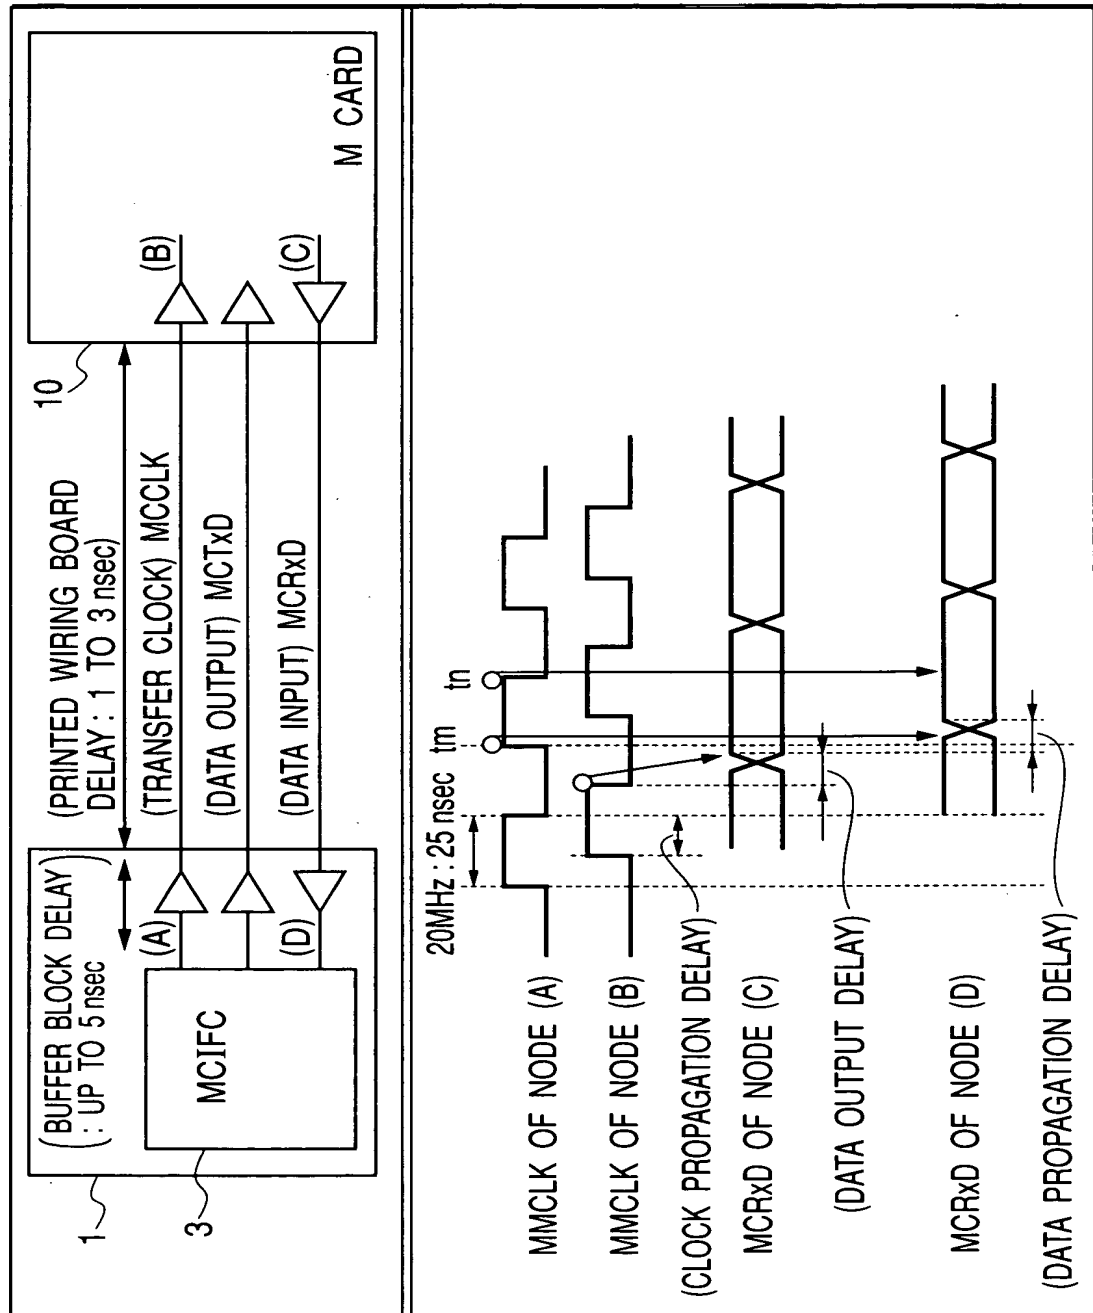 (BUFFER BLOCK DELAY
: UP TO 5 nsec)
(PRINTED WIRING BOARD
DELAY: 1 TO 3 nsec)
1
3
MCIFC
(A)
(D)
(TRANSFER CLOCK) MCCLK
(DATA OUTPUT) MCTxD
(DATA INPUT) MCRxD
10
(B)
(C)
M CARD
20MHz : 25 nsec
tm
tn
MMCLK OF NODE (A)
MMCLK OF NODE (B)
(CLOCK PROPAGATION DELAY)
MCRxD OF NODE (C)
(DATA OUTPUT DELAY)
MCRxD OF NODE (D)
(DATA PROPAGATION DELAY)